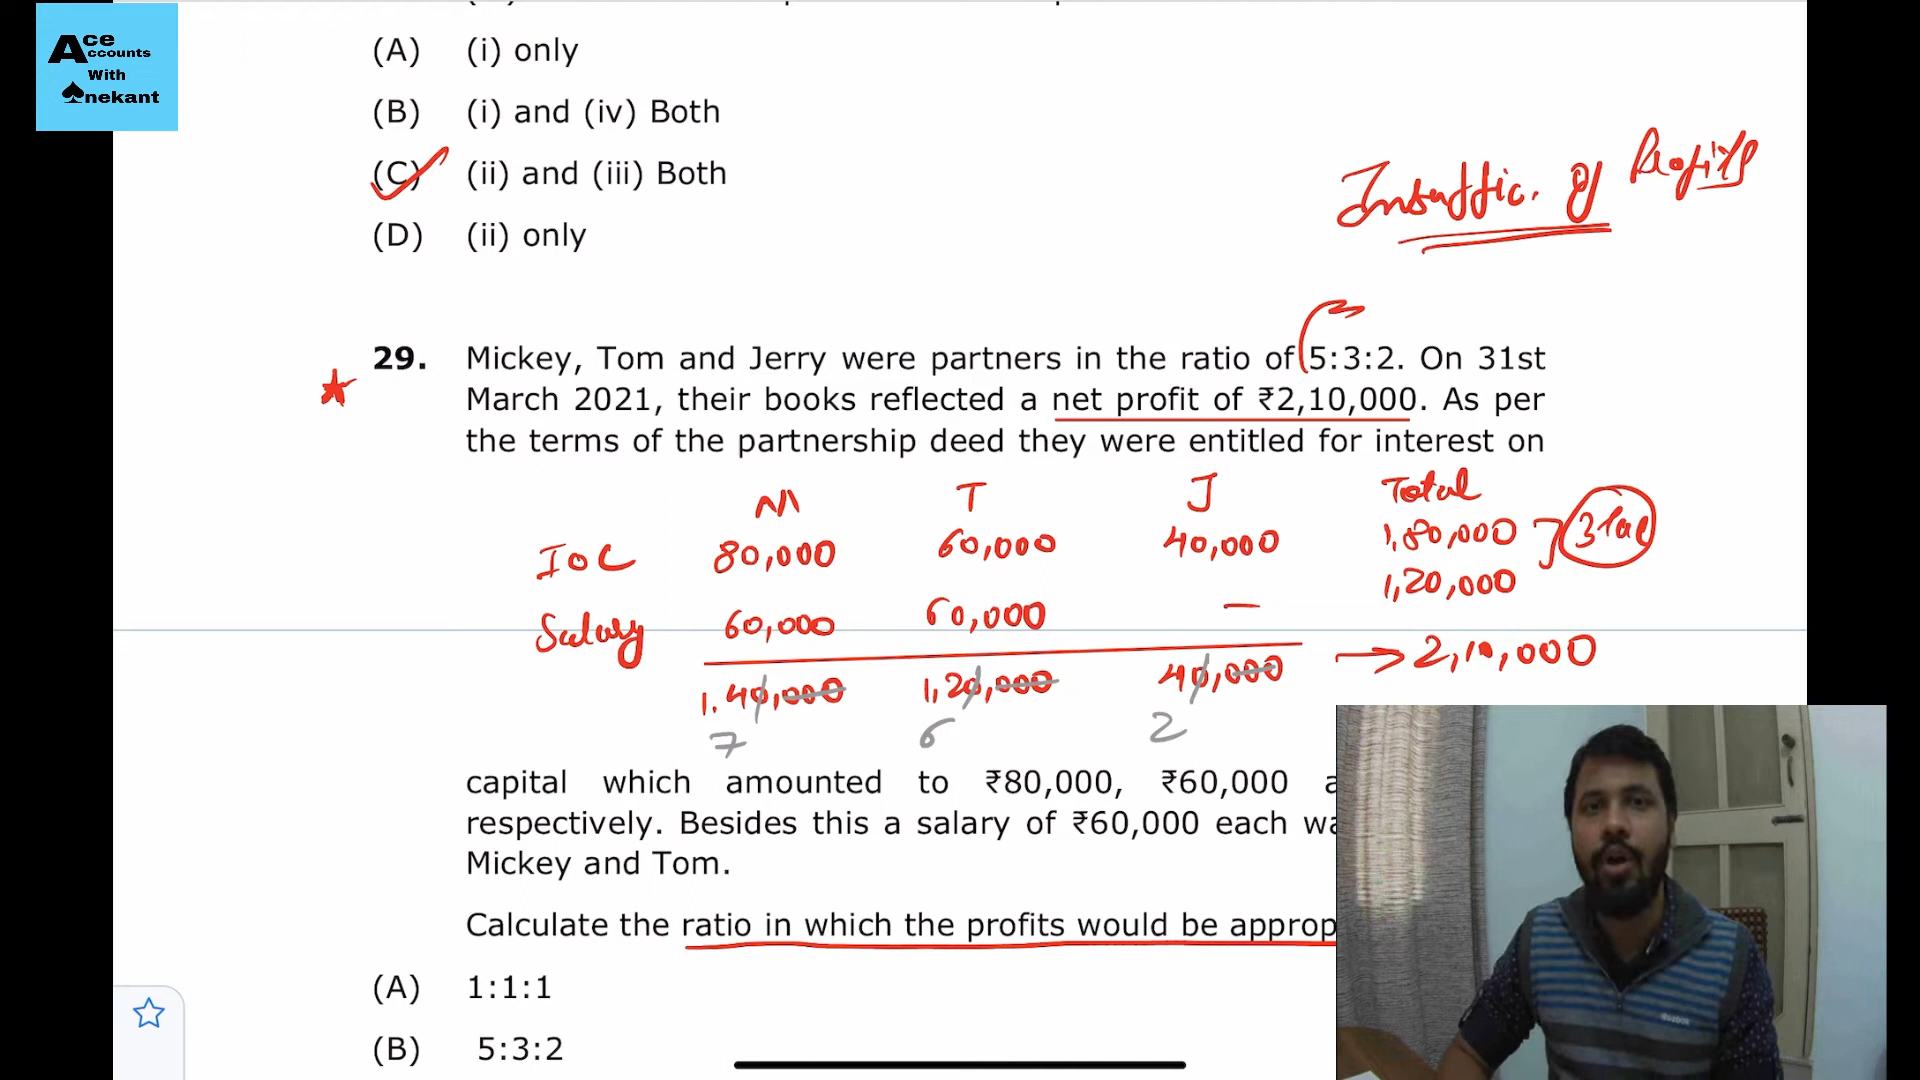 Ace
Accounts
With
Anekant
(A) (i) only
(B) (i) and (iv) Both
(C) (ii) and (iii) Both
(D) (ii) only
Insuffic. of Profits
29. Mickey, Tom and Jerry were partners in the ratio of 5:3:2. On 31st
March 2021, their books reflected a net profit of ₹2,10,000. As per
the terms of the partnership deed they were entitled for interest on
M T J Total
IOC 80,000 60,000 40,000 1,80,000 3 lac
1,20,000
Salary 60,000 60,000 —
1,40,000 1,20,000 40,000 → 2,10,000
7 6 2
capital which amounted to ₹80,000, ₹60,000
respectively. Besides this a salary of ₹60,000 each
Mickey and Tom.
Calculate the ratio in which the profits would be approp
(A) 1:1:1
(B) 5:3:2